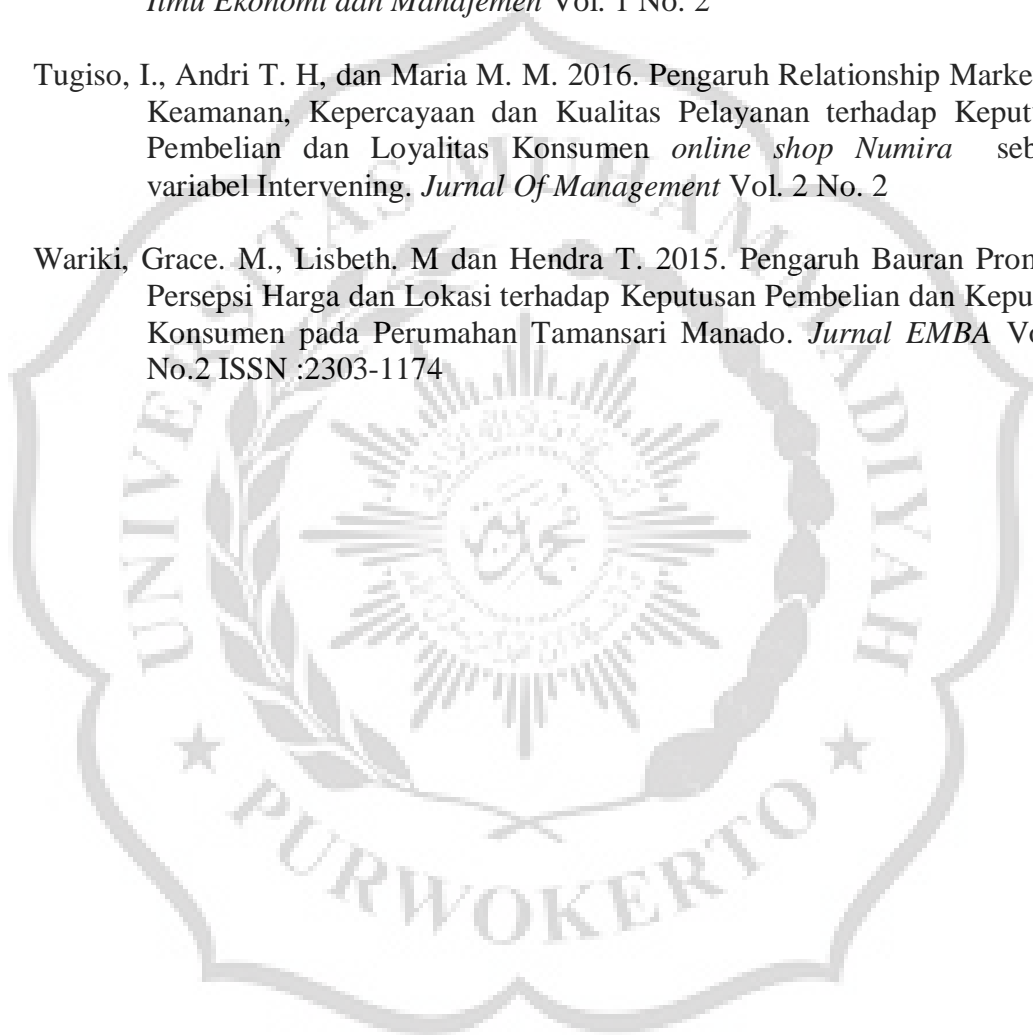 Ilmu Ekonomi dan Manajemen Vol. 1 No. 2
Tugiso, I., Andri T. H, dan Maria M. M. 2016. Pengaruh Relationship Marke
Keamanan, Kepercayaan dan Kualitas Pelayanan terhadap Keput
Pembelian dan Loyalitas Konsumen online shop Numira seb
variabel Intervening. Jurnal Of Management Vol. 2 No. 2
Wariki, Grace. M., Lisbeth. M dan Hendra T. 2015. Pengaruh Bauran Pron
Persepsi Harga dan Lokasi terhadap Keputusan Pembelian dan Kepu
Konsumen pada Perumahan Tamansari Manado. Jurnal EMBA Vo
No.2 ISSN :2303-1174
UNIVERSITAS MUHAMMADIYAH
PURWOKERTO